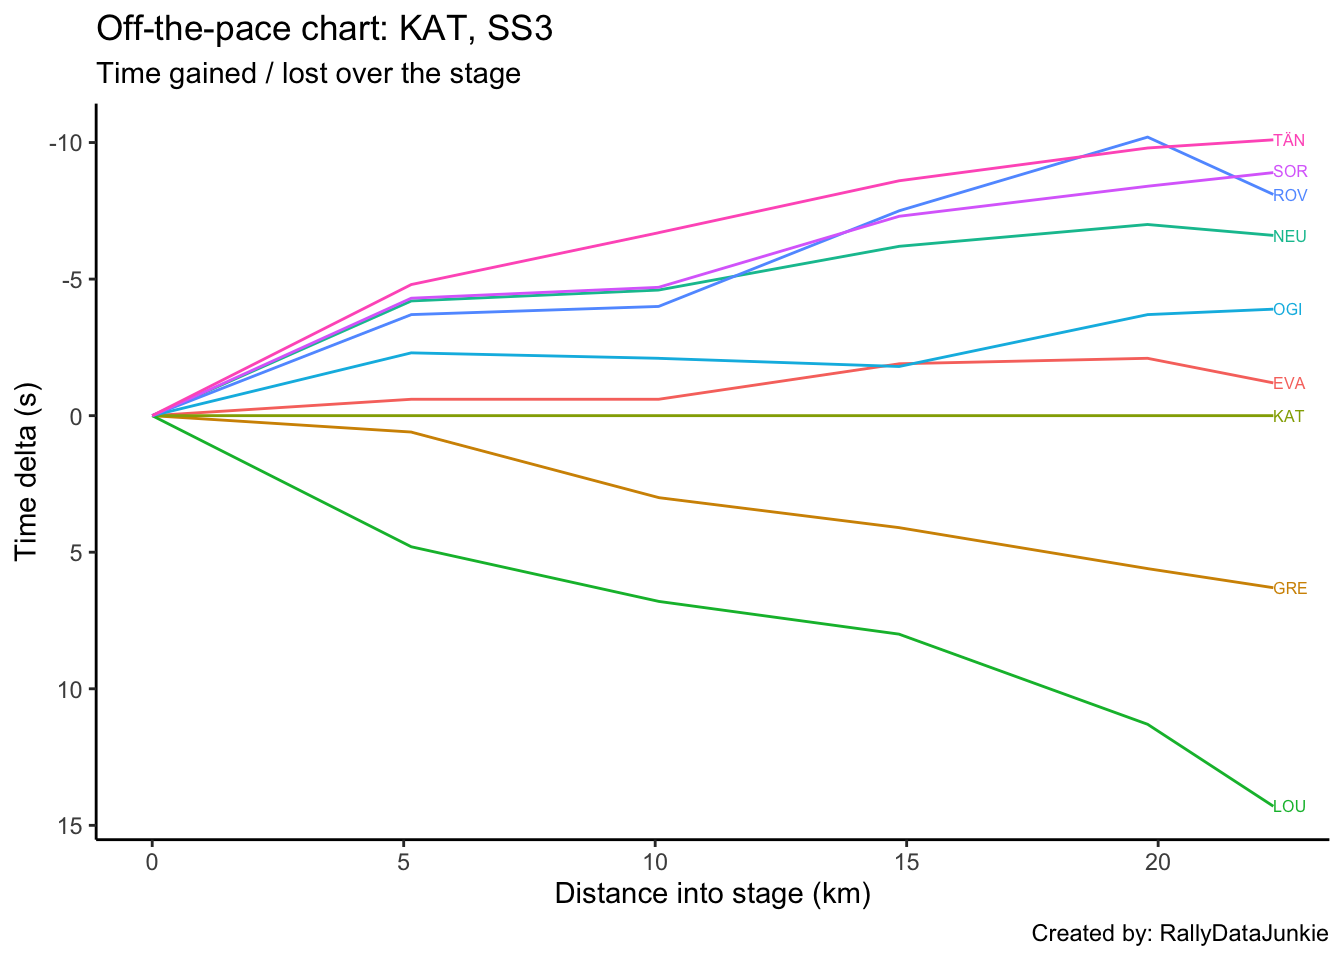 Off-the-pace chart: KAT, SS3
Time gained / lost over the stage
Time delta (s)
-10
-5
0
5
10
15
TÄN
SOR
ROV
NEU
OGI
EVA
KAT
GRE
LOU
0 5 10 15 20
Distance into stage (km)
Created by: RallyDataJunkie